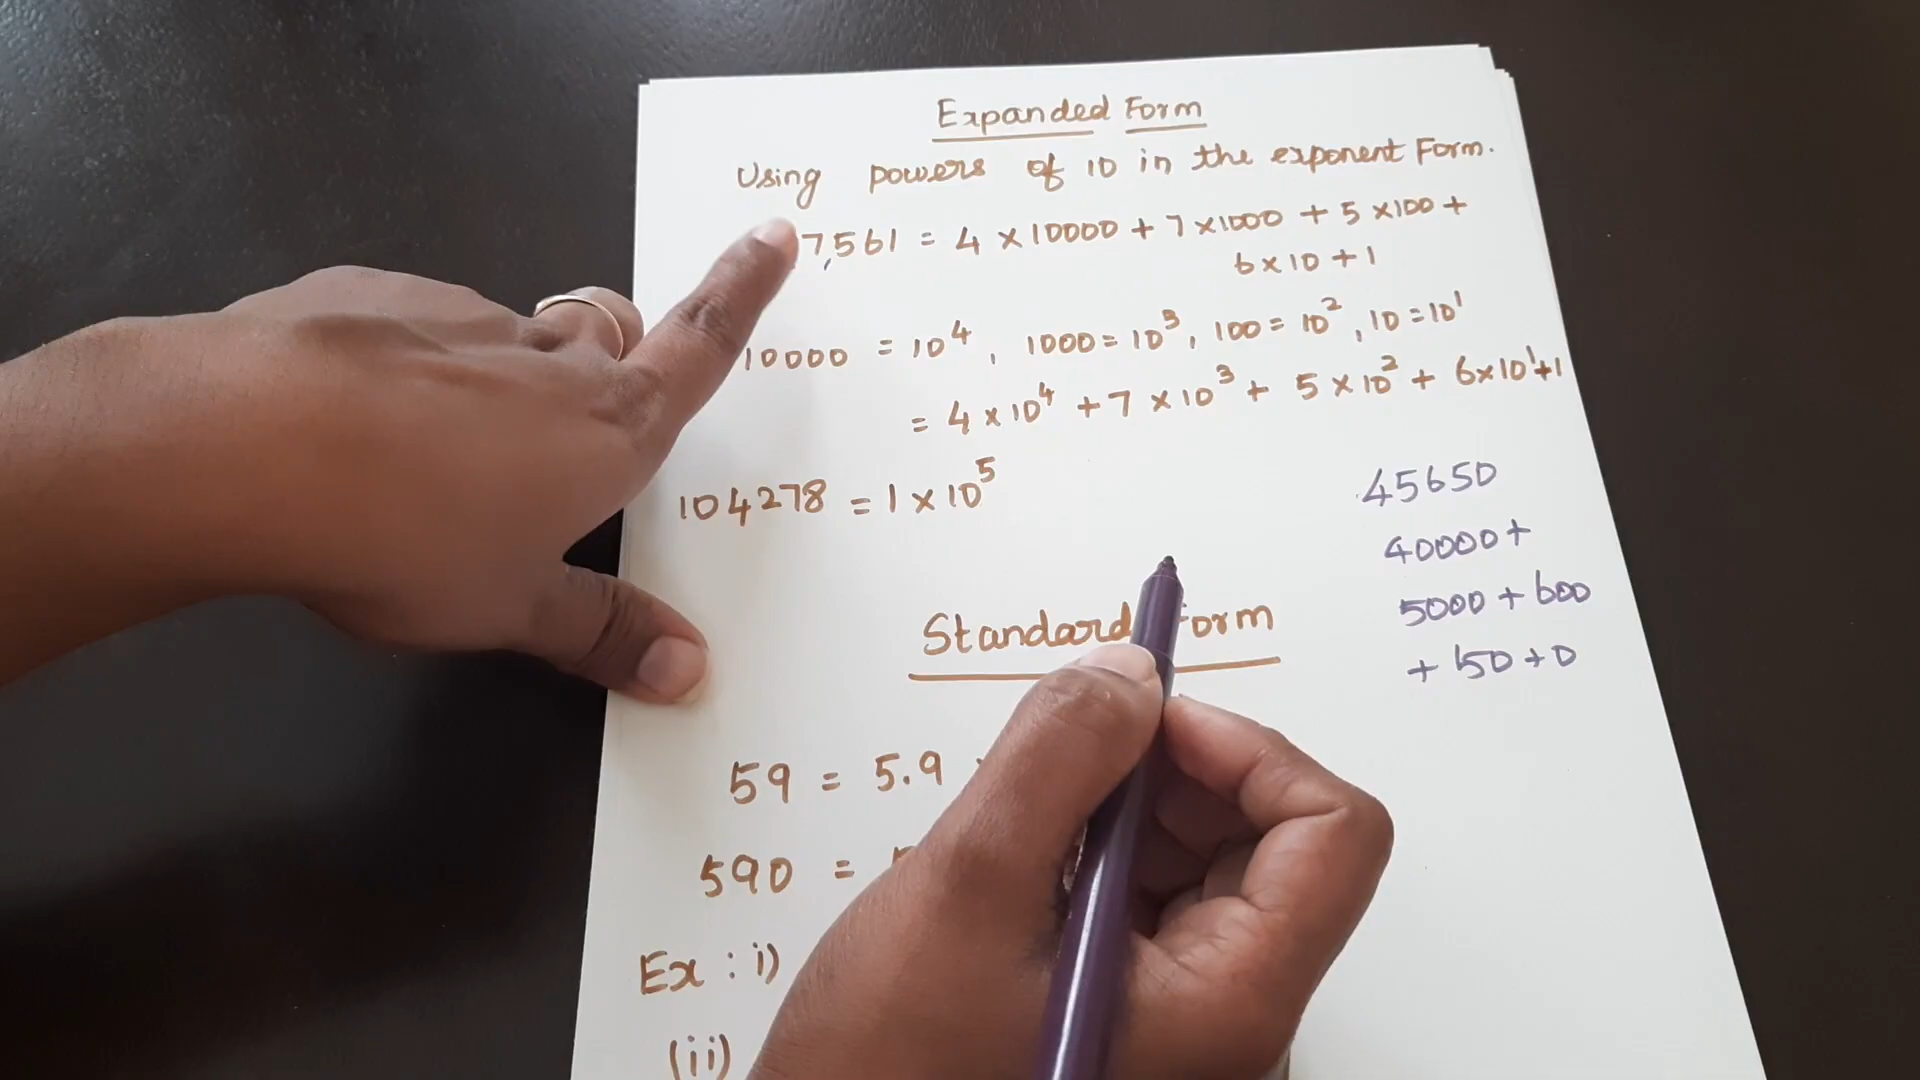 Expanded Form
Using powers of 10 in the exponent Form.
7,561 = 4 × 10000 + 7 × 1000 + 5 × 100 +
6 × 10 + 1
10000 = 10⁴, 1000 = 10³, 100 = 10², 10 = 10¹
= 4 × 10⁴ + 7 × 10³ + 5 × 10² + 6 × 10¹ + 1
104278 = 1 × 10⁵
45650
40000 +
5000 + 600
+ 50 + 0
Standard Form
59 = 5.9
590 =
Ex : i)
(ii)